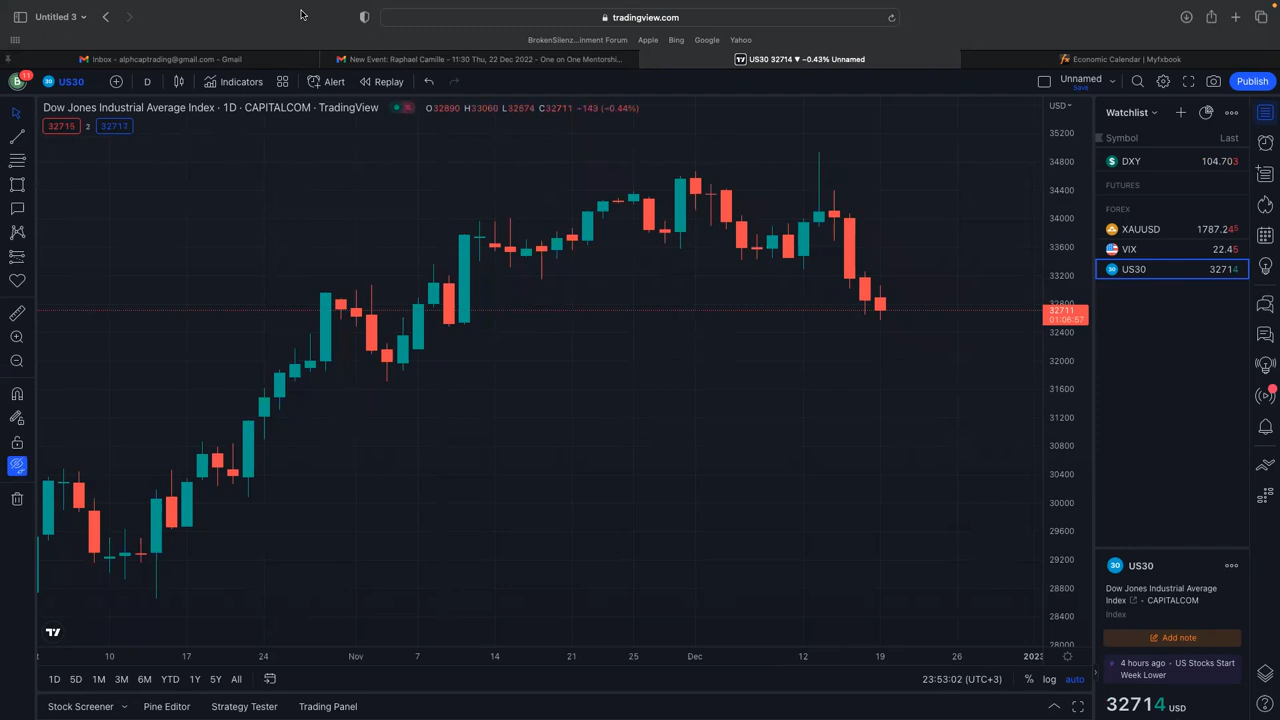 Untitled 3
tradingview.com
BrokenSilenz...inment Forum Apple Bing Google Yahoo
Inbox - alphcaptrading@gmail.com - Gmail
New Event: Raphael Camille - 11:30 Thu, 22 Dec 2022 - One on One Mentorshi...
US30 32714 ▼ −0.43% Unnamed
Economic Calendar | Myfxbook
B 11
30 US30
D
Indicators
Alert
Replay
Unnamed
Save
Publish
Dow Jones Industrial Average Index · 1D · CAPITALCOM · TradingView
O32890 H33060 L32574 C32711 −143 (−0.44%)
32715 2 32717
USD
35200
34800
34400
34000
33600
33200
32800
32711
01:06:57
32400
32000
31600
31200
30800
30400
30000
29600
29200
28800
28400
28000
10 17 24 Nov 7 14 21 25 Dec 12 19 26 2023
1D 5D 1M 3M 6M YTD 1Y 5Y All
23:53:02 (UTC+3) % log auto
Stock Screener Pine Editor Strategy Tester Trading Panel
Watchlist
Symbol Last
DXY 104.703
FUTURES
FOREX
XAUUSD 1787.245
VIX 22.45
30 US30 32714
30 US30
Dow Jones Industrial Average
Index · CAPITALCOM
Index
Add note
4 hours ago · US Stocks Start
Week Lower
32714 USD